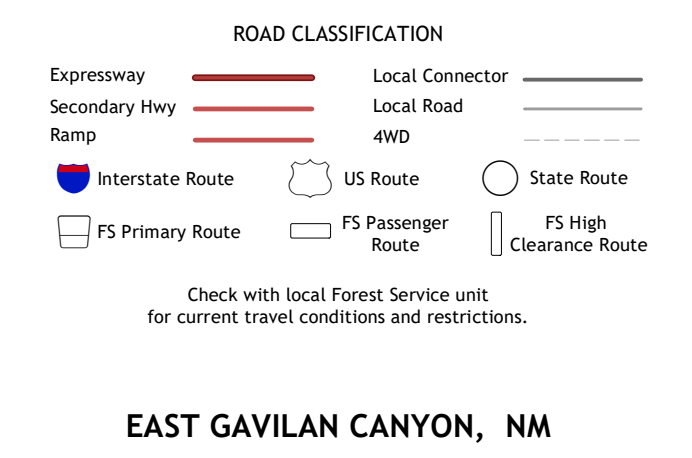 ROAD CLASSIFICATION
Expressway
Local Connector
Secondary Hwy
Local Road
Ramp
4WD
Interstate Route
US Route
State Route
FS Primary Route
FS Passenger
Route
FS High
Clearance Route
Check with local Forest Service unit
for current travel conditions and restrictions.
EAST GAVILAN CANYON, NM